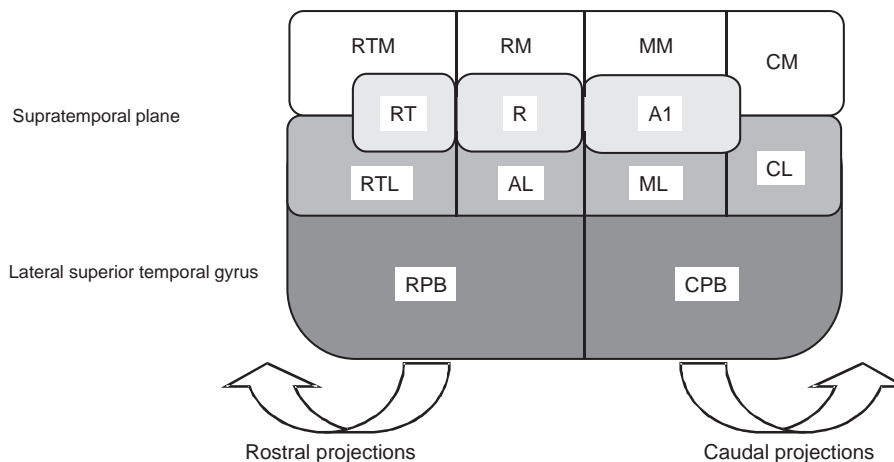 RTM RM MM CM
Supratemporal plane RT R A1
RTL AL ML CL
Lateral superior temporal gyrus RPB CPB
Rostral projections Caudal projections